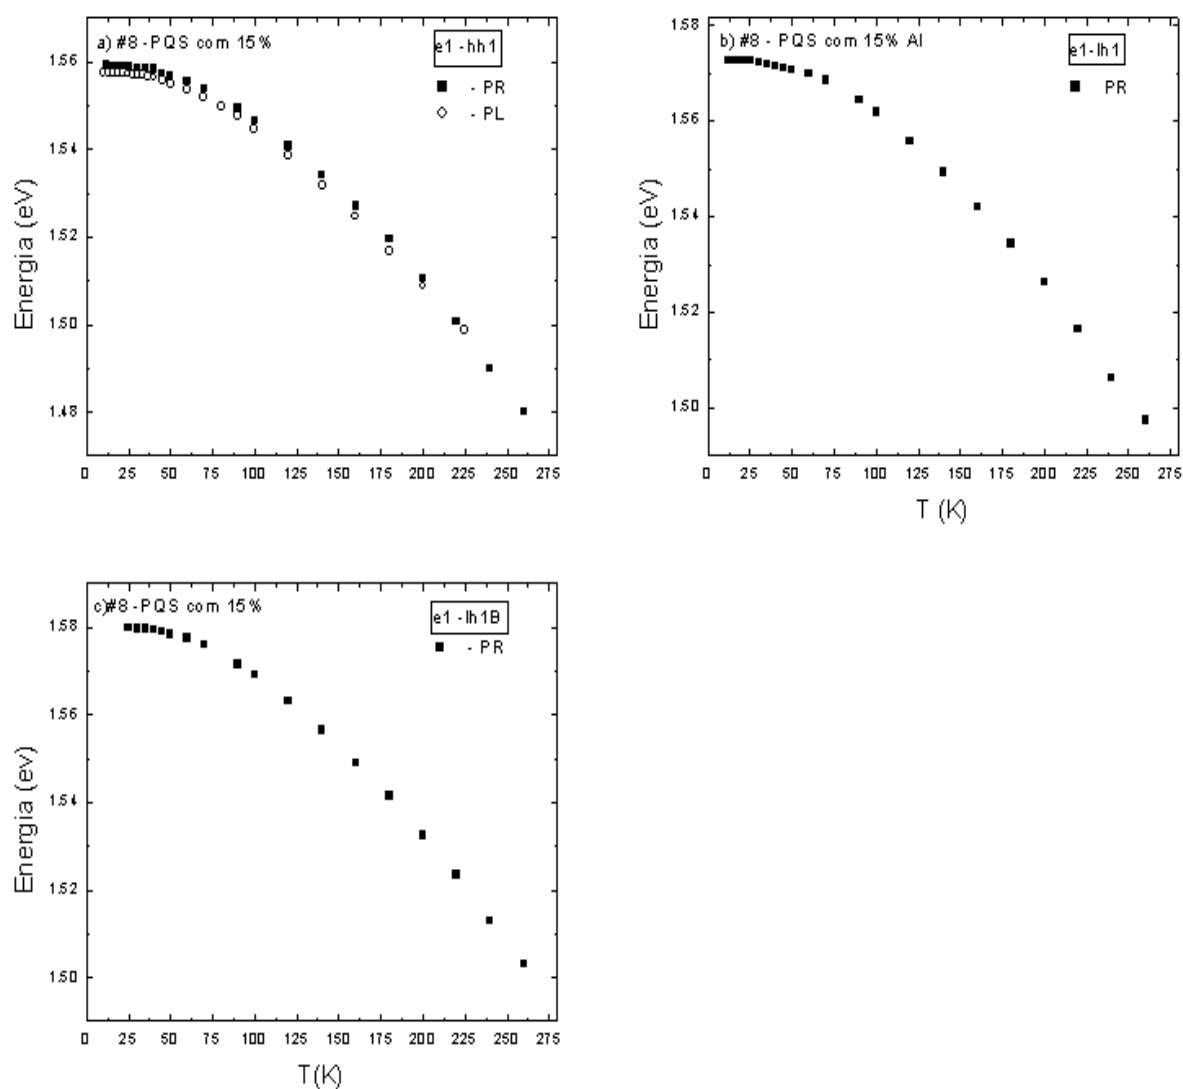 a) #8 - PQS com 15%
e1 - hh1
- PR
- PL
1.56
1.54
1.52
1.50
1.48
Energia (eV)
0 25 50 75 100 125 150 175 200 225 250 275
b) #8 - PQS com 15% Al
e1-lh1
PR
1.58
1.56
1.54
1.52
1.50
Energia (eV)
0 25 50 75 100 125 150 175 200 225 250 275
T (K)
c)#8 - PQS com 15%
e1 - lh1B
- PR
1.58
1.56
1.54
1.52
1.50
Energia (ev)
0 25 50 75 100 125 150 175 200 225 250 275
T(K)